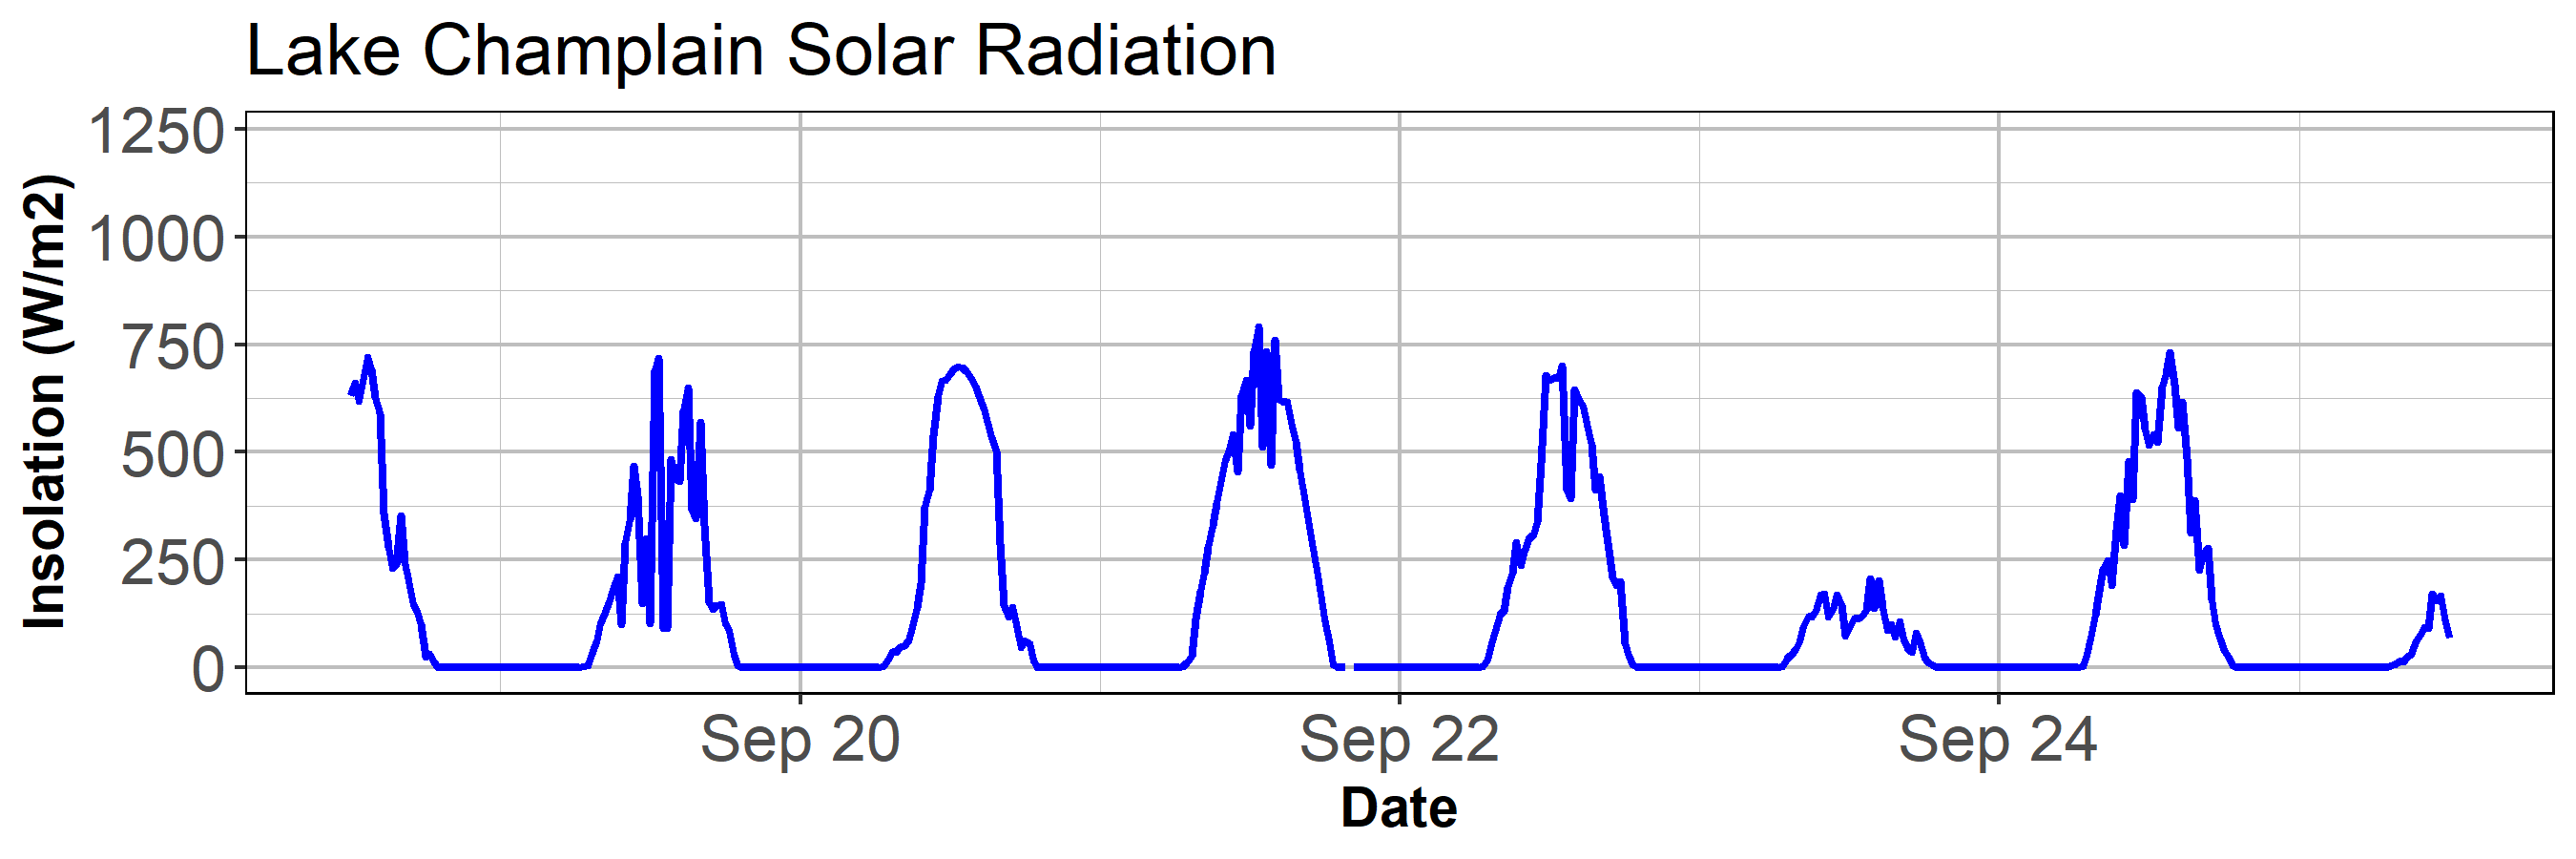 Lake Champlain Solar Radiation
1250
1000
750
500
250
0
Insolation (W/m2)
Sep 20 Sep 22 Sep 24
Date